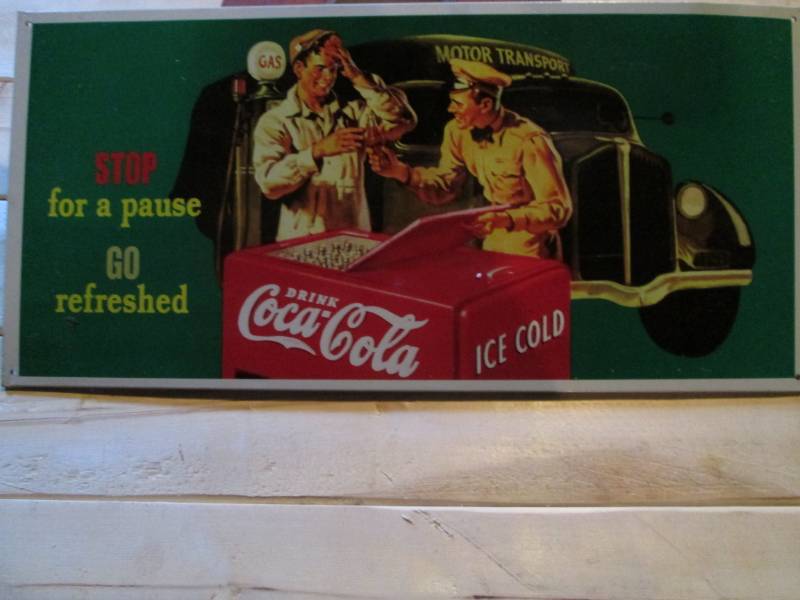 GAS
MOTOR TRANSPORT
STOP
for a pause
GO
refreshed
DRINK
Coca-Cola
ICE COLD